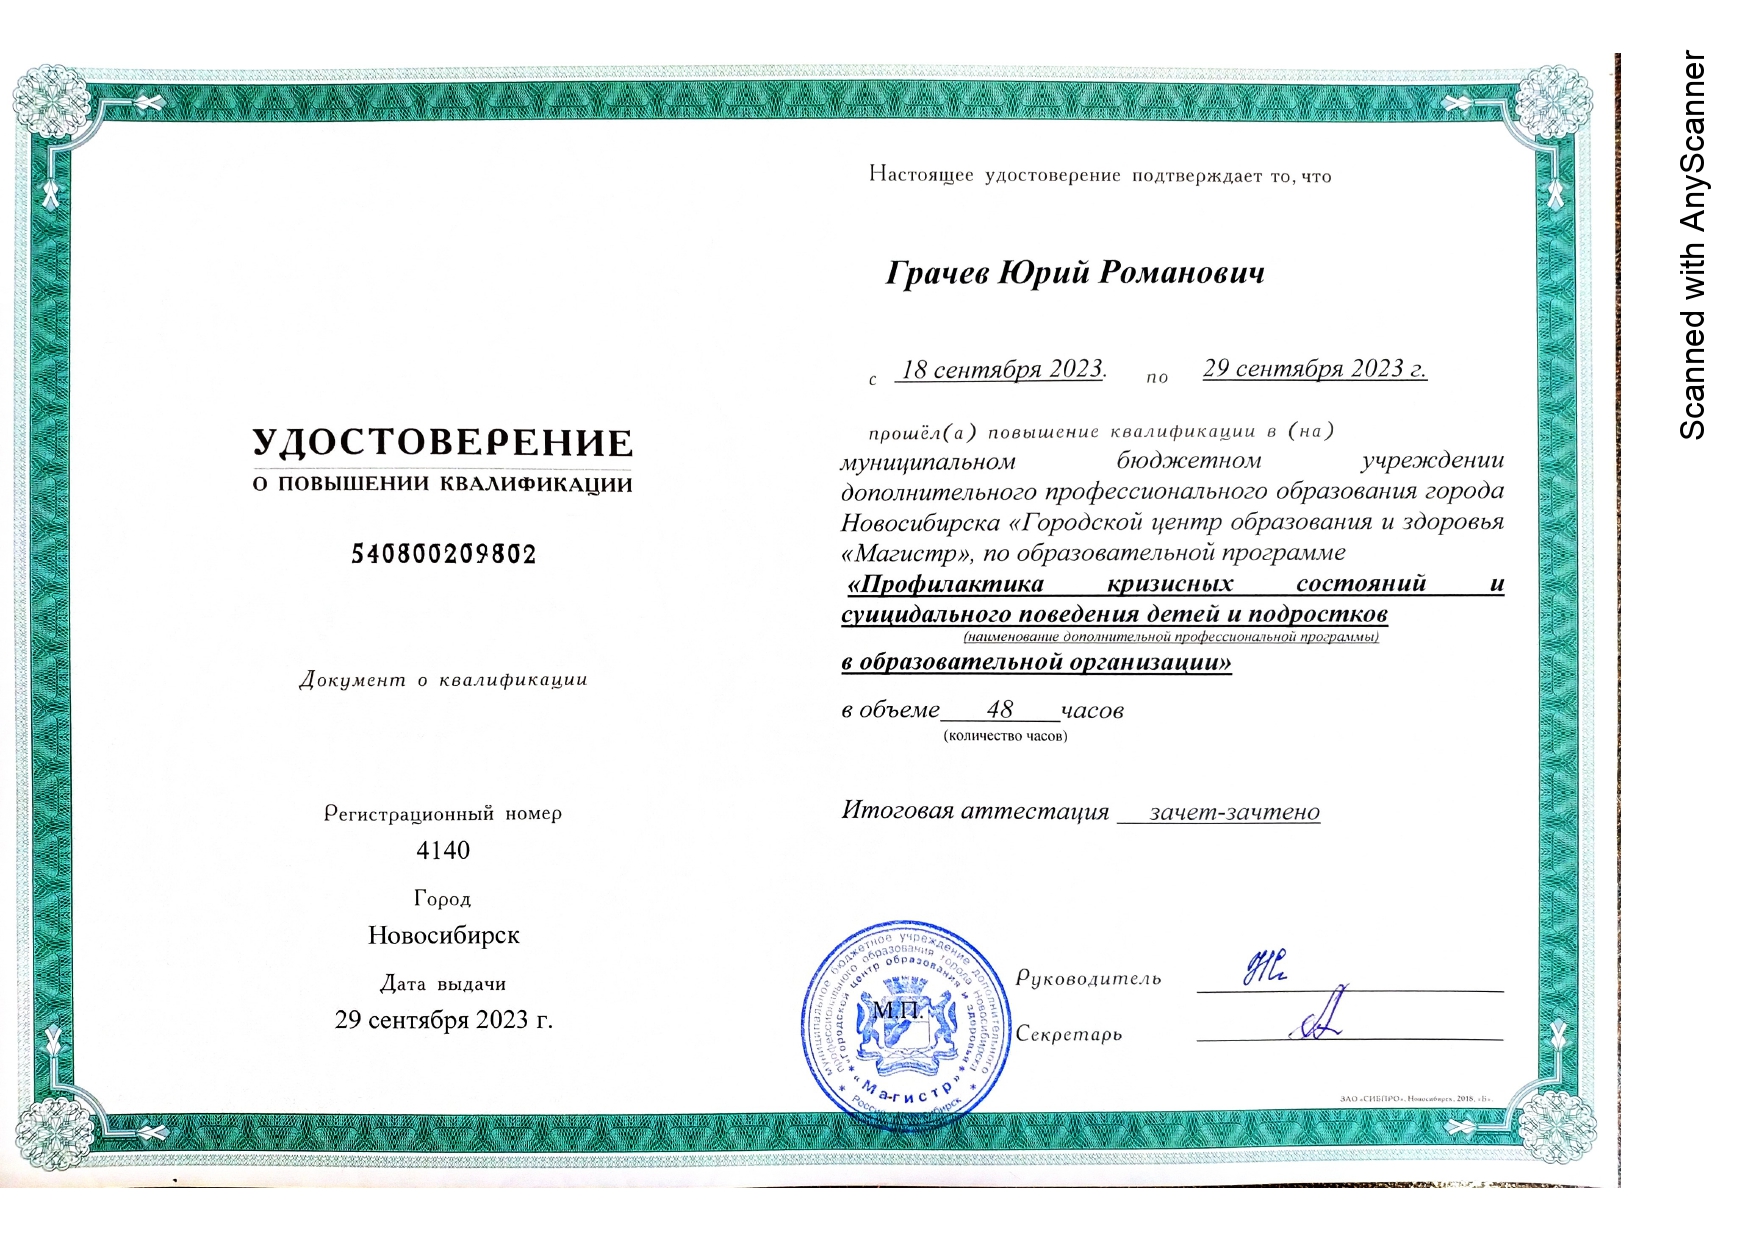 УДОСТОВЕРЕНИЕ
О ПОВЫШЕНИИ КВАЛИФИКАЦИИ
540800209802
Документ о квалификации
Регистрационный номер
4140
Город
Новосибирск
Дата выдачи
29 сентября 2023 г.
Настоящее удостоверение подтверждает то, что
Грачев Юрий Романович
с 18 сентября 2023. по 29 сентября 2023 г.
прошёл(а) повышение квалификации в (на)
муниципальном бюджетном учреждении
дополнительного профессионального образования города
Новосибирска «Городской центр образования и здоровья
«Магистр», по образовательной программе
«Профилактика кризисных состояний и
суицидального поведения детей и подростков
(наименование дополнительной профессиональной программы)
в образовательной организации»
в объеме 48 часов
(количество часов)
Итоговая аттестация зачет-зачтено
муниципальное бюджетное учреждение дополнительного
профессионального образования города Новосибирска
«Городской центр образования и здоровья
«Магистр»
М.П.
Руководитель
Секретарь
ЗАО «СИБПРО», Новосибирск, 2018, «Б».
Scanned with AnyScanner